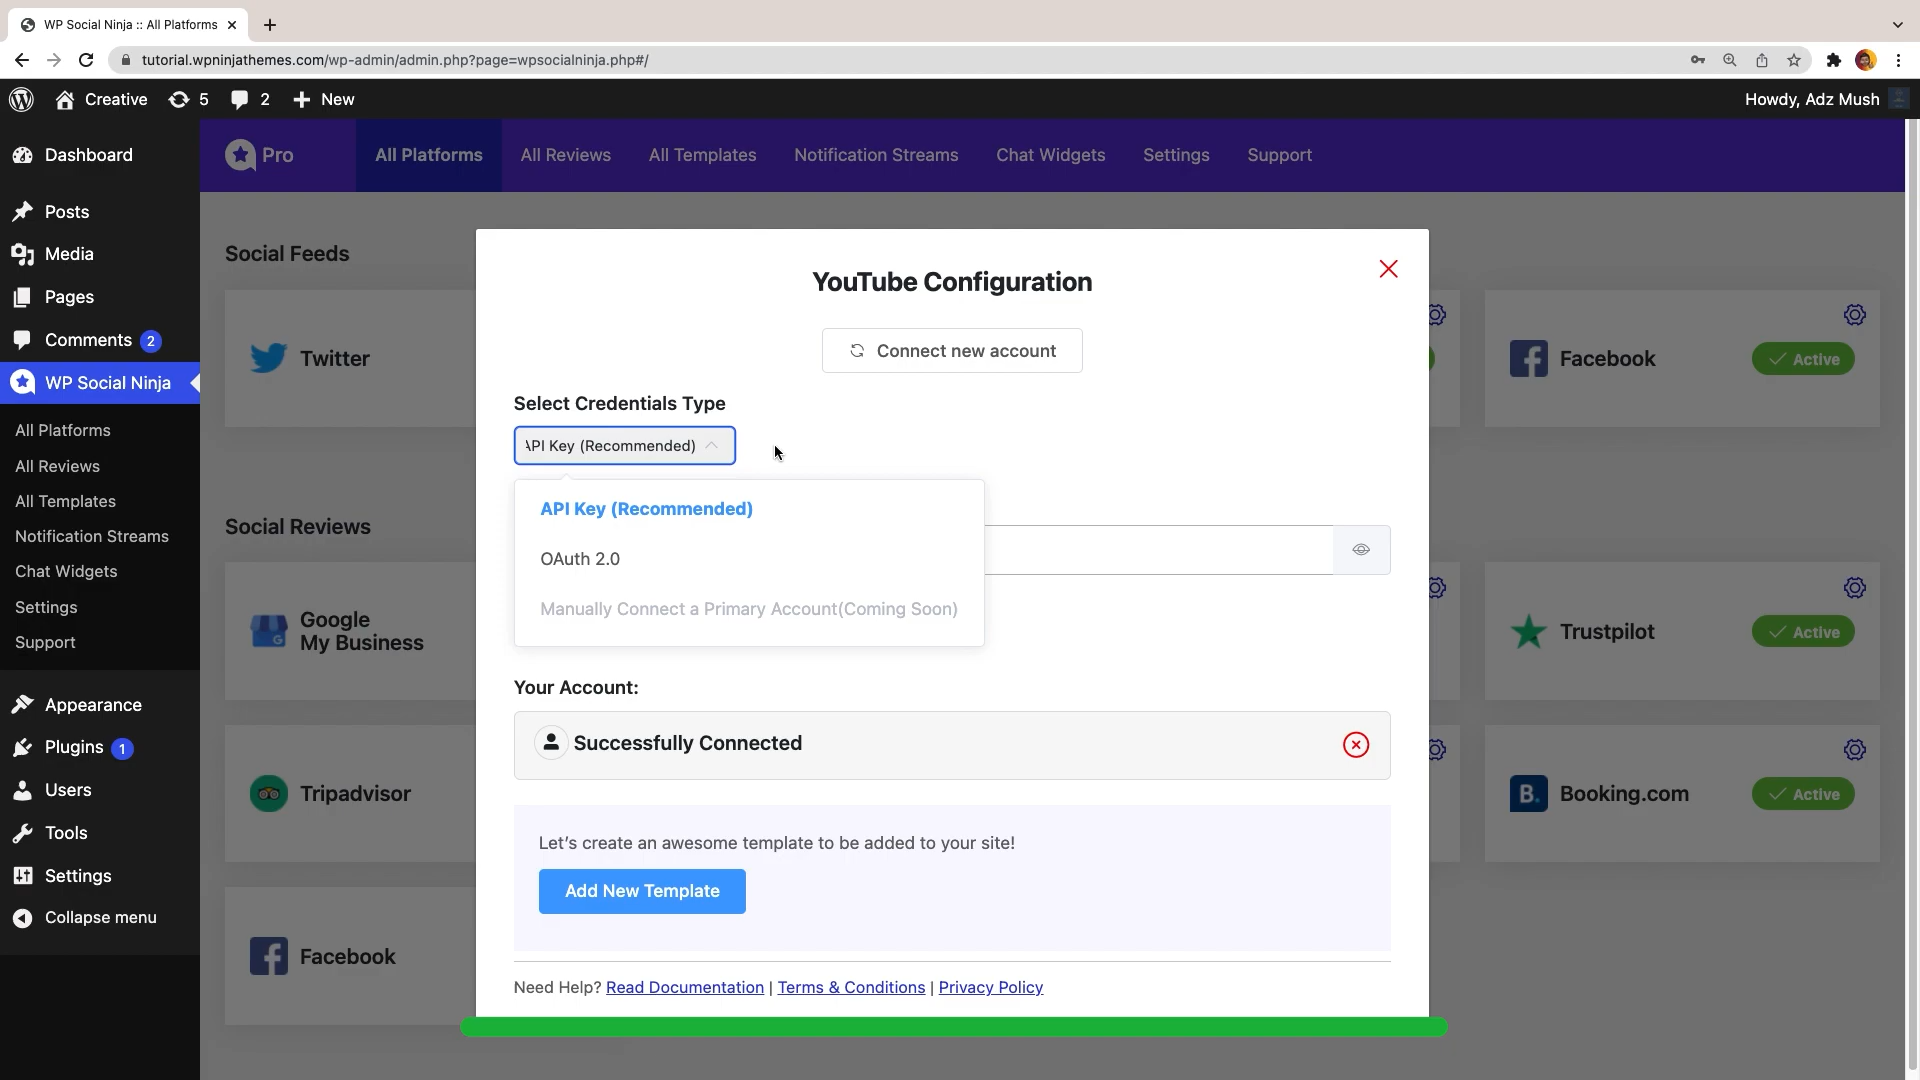 WP Social Ninja :: All Platforms
tutorial.wpninjathemes.com/wp-admin/admin.php?page=wpsocialninja.php#/
Creative 5 2 New Howdy, Adz Mush
Dashboard
Posts
Media
Pages
Comments 2
WP Social Ninja
All Platforms
All Reviews
All Templates
Notification Streams
Chat Widgets
Settings
Support
Appearance
Plugins 1
Users
Tools
Settings
Collapse menu
Pro All Platforms All Reviews All Templates Notification Streams Chat Widgets Settings Support
Social Feeds
Twitter
Facebook Active
Social Reviews
Google
My Business
Trustpilot Active
Tripadvisor
B. Booking.com Active
Facebook
YouTube Configuration
Connect new account
Select Credentials Type
API Key (Recommended)
API Key (Recommended)
OAuth 2.0
Manually Connect a Primary Account(Coming Soon)
Your Account:
Successfully Connected
Let's create an awesome template to be added to your site!
Add New Template
Need Help? Read Documentation | Terms & Conditions | Privacy Policy